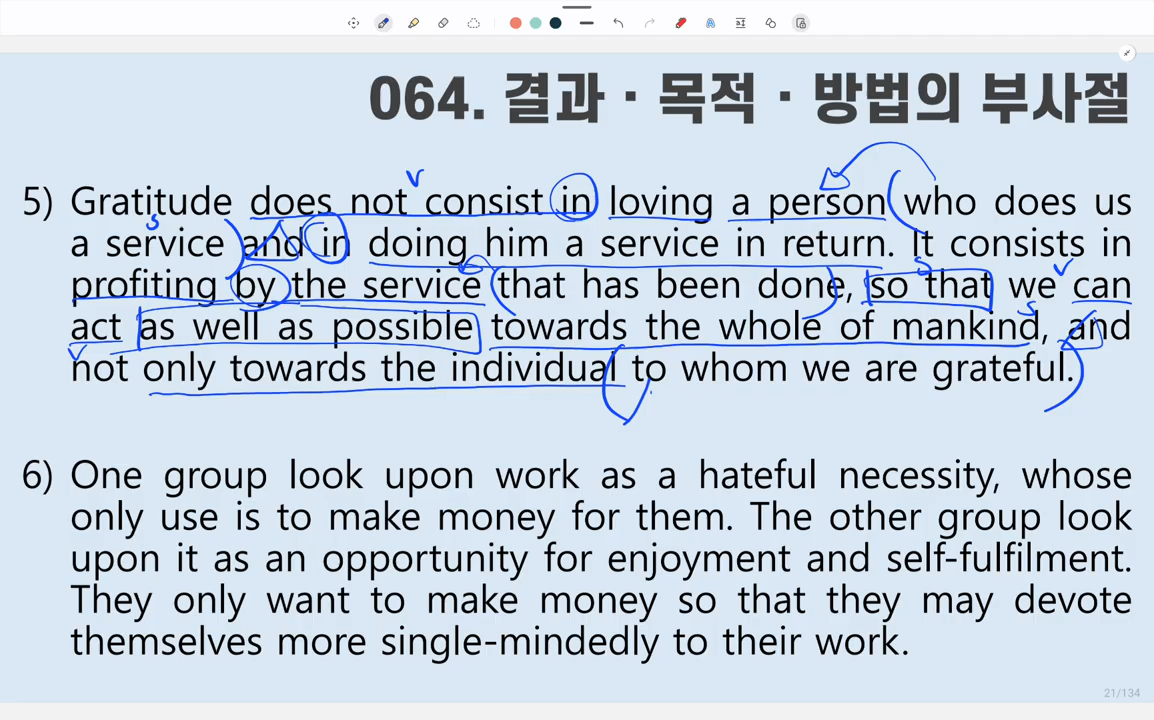 064. 결과 · 목적 · 방법의 부사절
5) Gratitude does not consist in loving a person who does us
a service and in doing him a service in return. It consists in
profiting by the service that has been done, so that we can
act as well as possible towards the whole of mankind, and
not only towards the individual to whom we are grateful.
6) One group look upon work as a hateful necessity, whose
only use is to make money for them. The other group look
upon it as an opportunity for enjoyment and self-fulfilment.
They only want to make money so that they may devote
themselves more single-mindedly to their work.
21/134